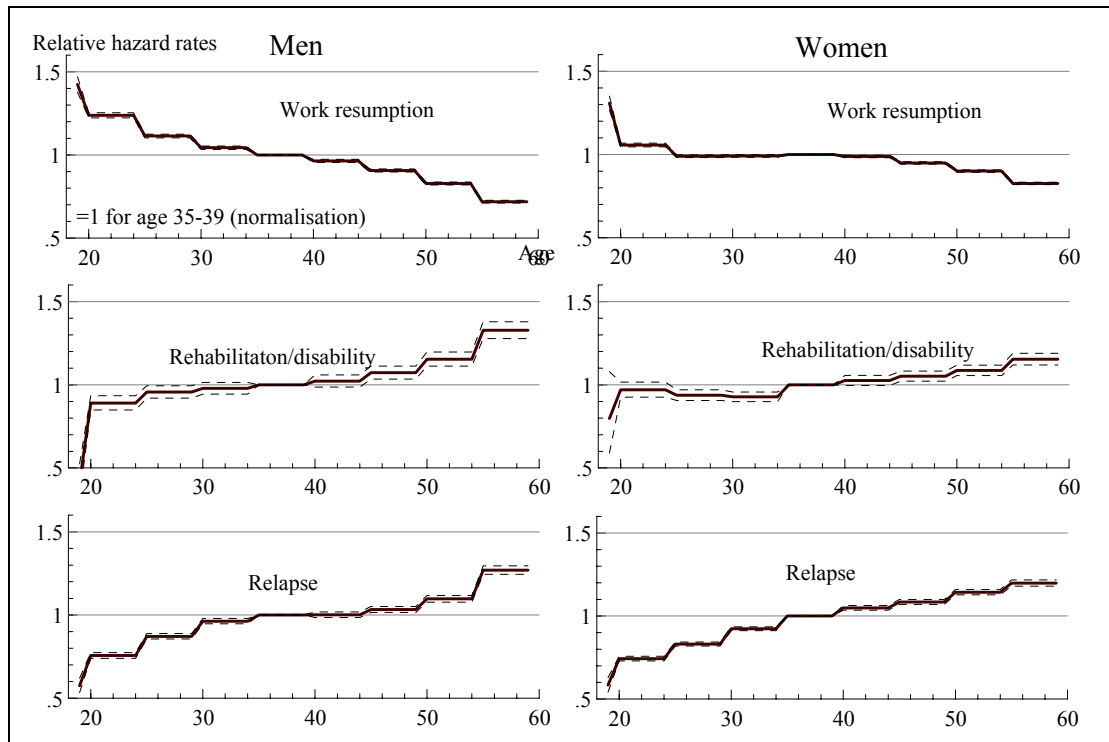 Relative hazard rates
Men
1.5
Work resumption
1
=1 for age 35-39 (normalisation)
.5
20 30 40 50 60
Age
Women
1.5
Work resumption
1
.5
20 30 40 50 60
1.5
Rehabilitaton/disability
1
.5
20 30 40 50 60
1.5
Rehabilitation/disability
1
.5
20 30 40 50 60
1.5
Relapse
1
.5
20 30 40 50 60
1.5
Relapse
1
.5
20 30 40 50 60